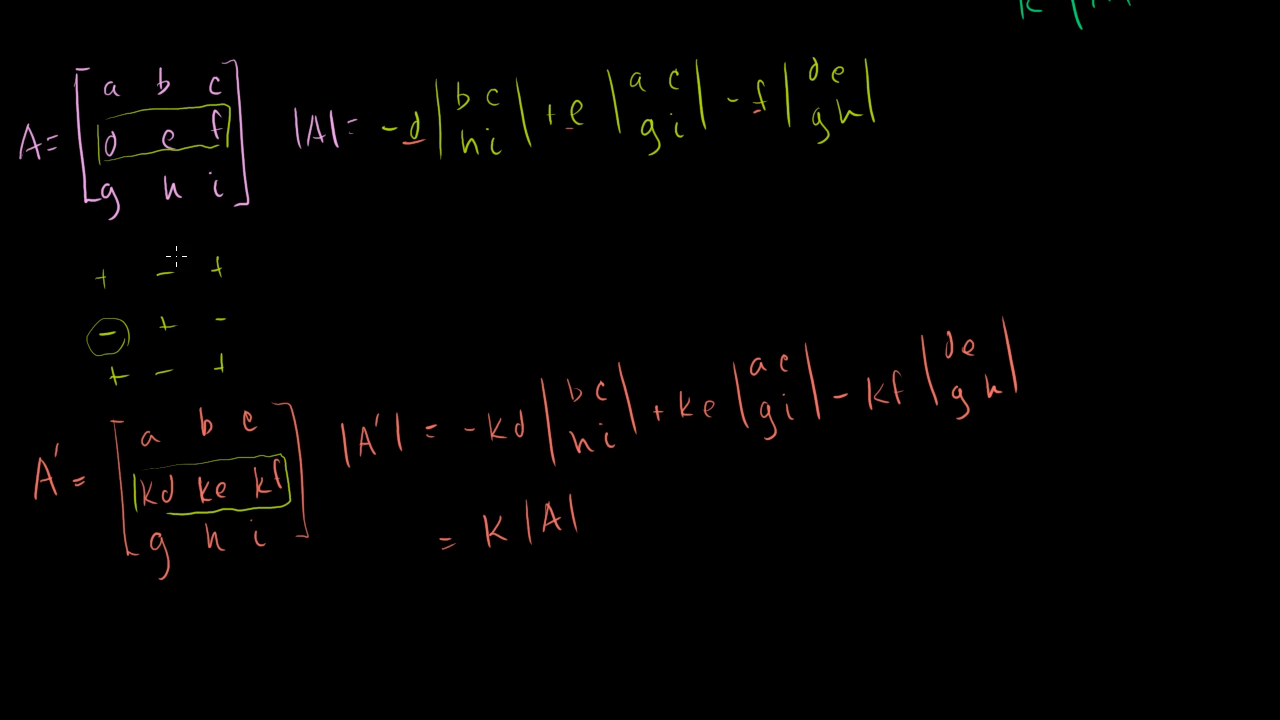 A = [ a b c
d e f
g h i ]
|A| = -d | b c
h i | + e | a c
g i | - f | d e
g h |
+ - +
- + -
+ - +
A' = [ a b c
kd ke kf
g h i ]
|A'| = -kd | b c
h i | + ke | a c
g i | - kf | d e
g h |
= K |A|